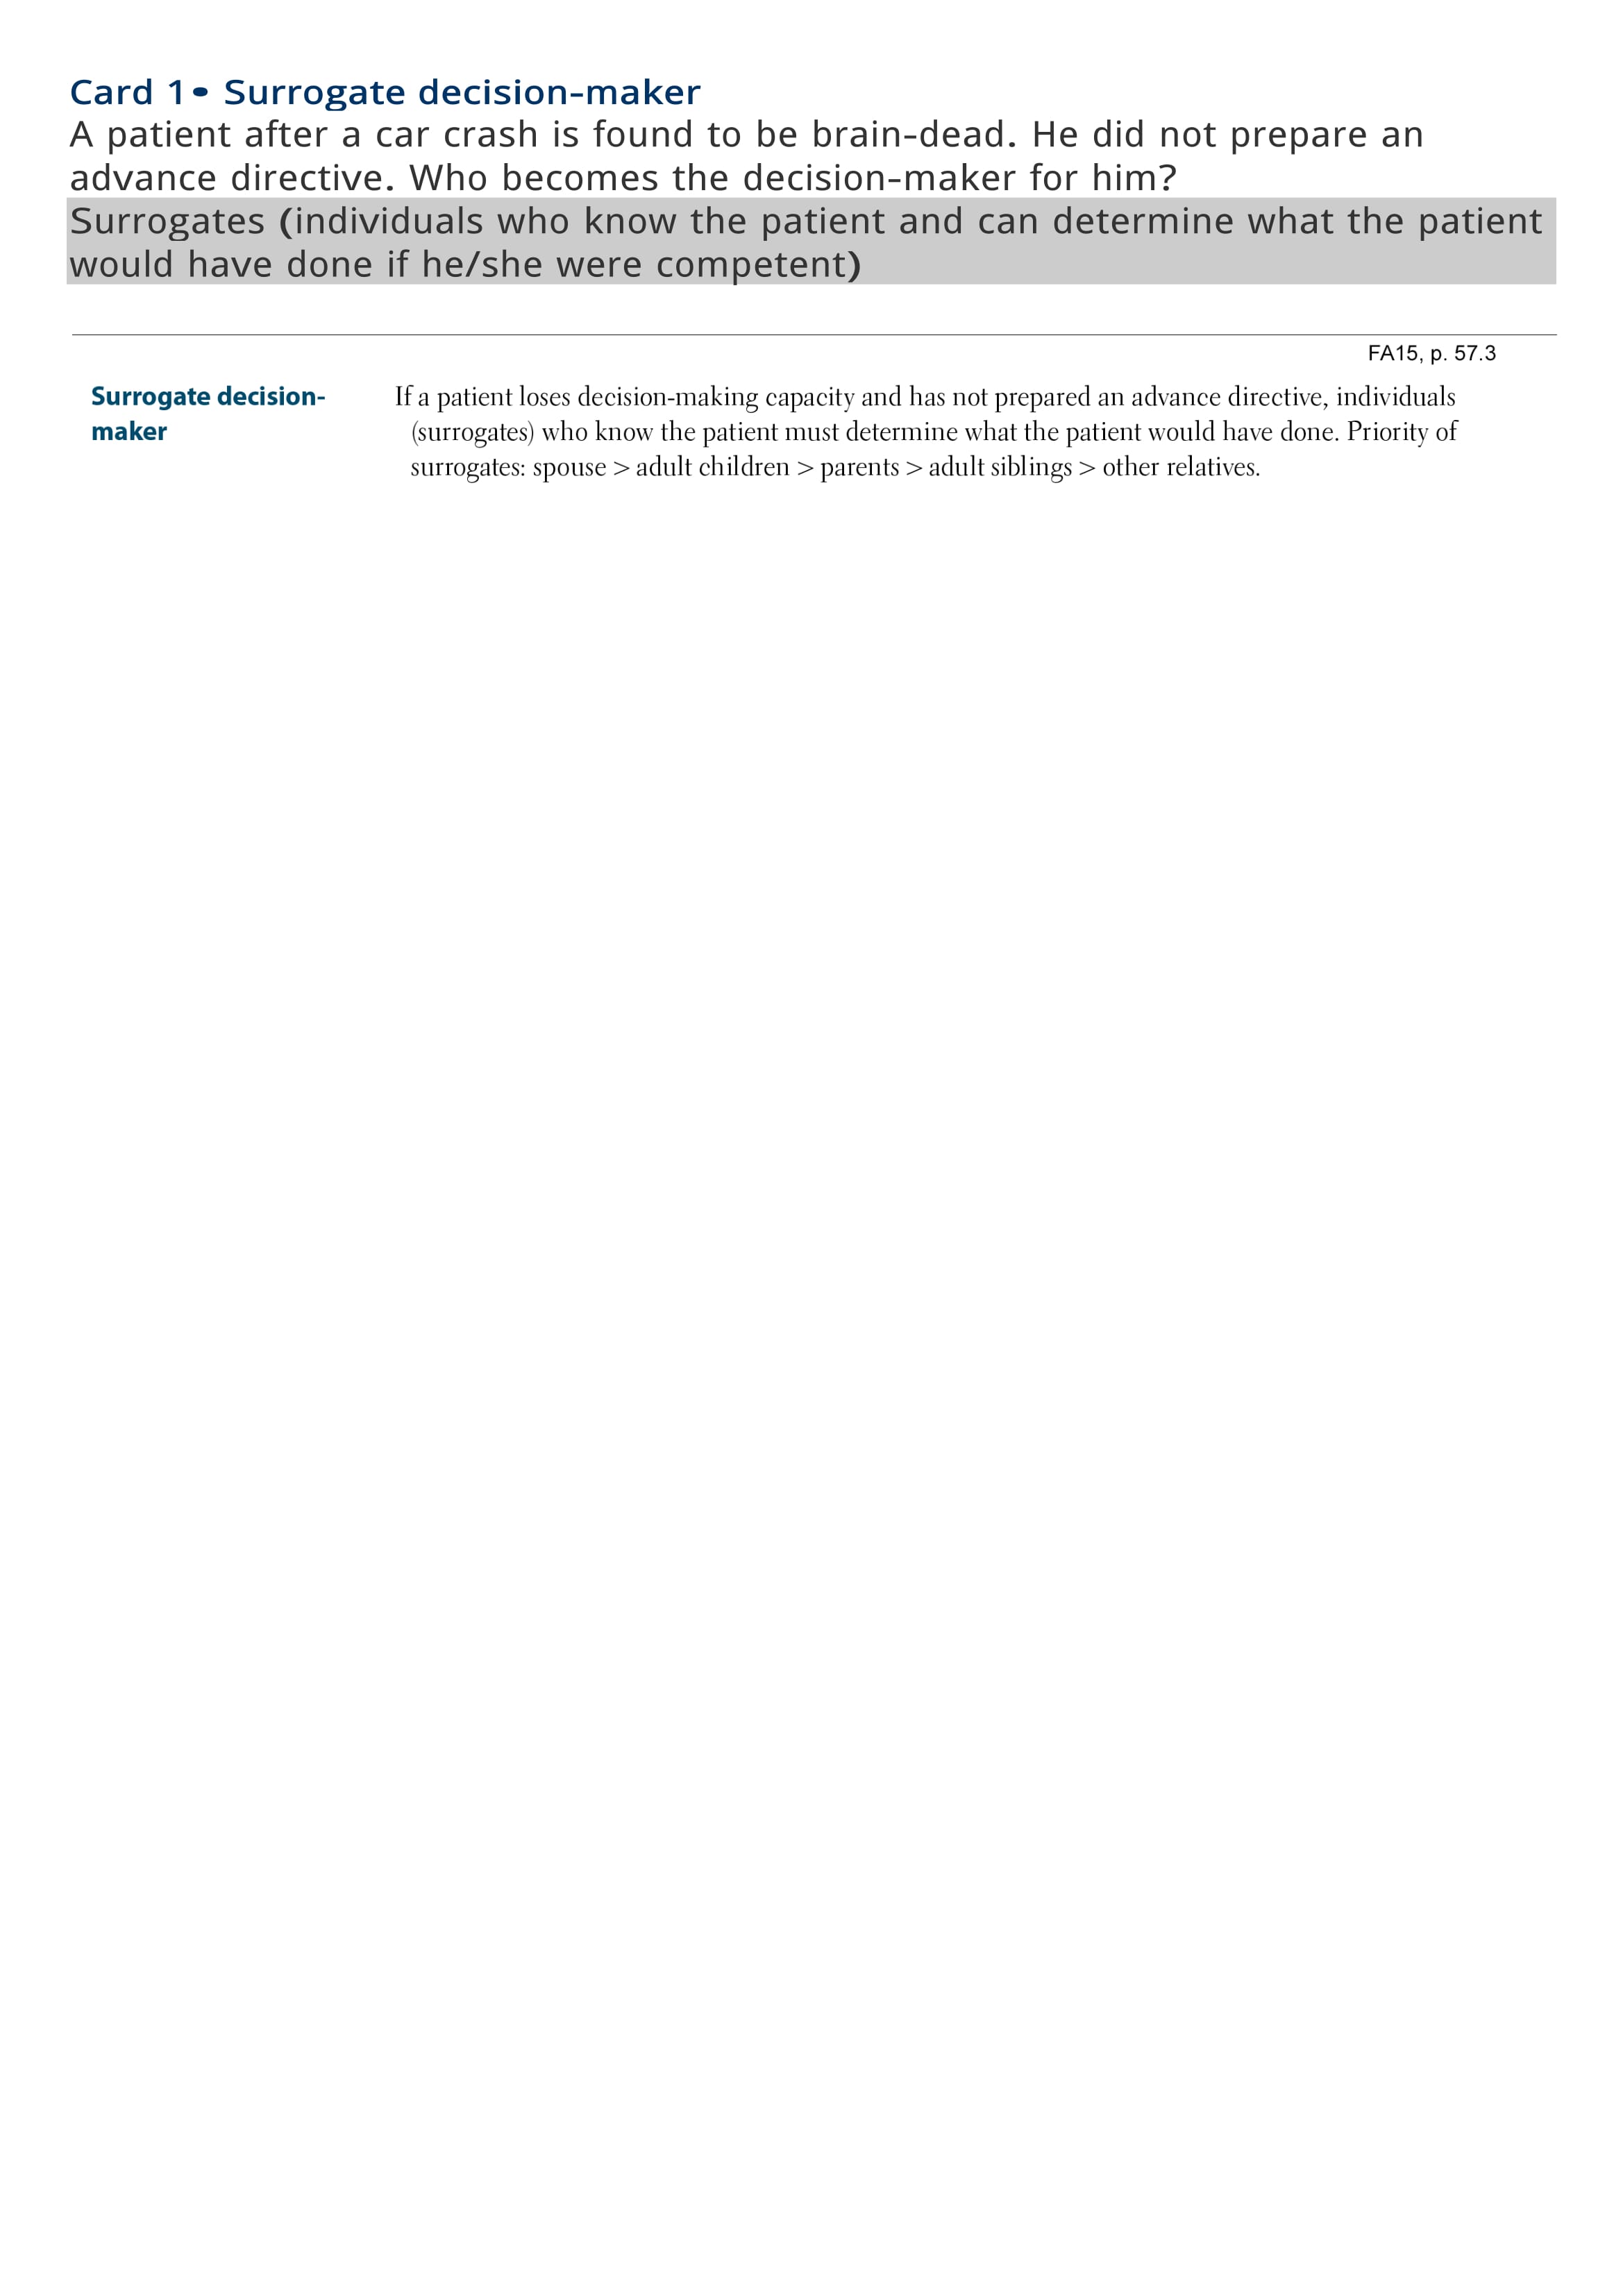 Card 1• Surrogate decision-maker
A patient after a car crash is found to be brain-dead. He did not prepare an
advance directive. Who becomes the decision-maker for him?
Surrogates (individuals who know the patient and can determine what the patient
would have done if he/she were competent)
FA15, p. 57.3
Surrogate decision-
maker
If a patient loses decision-making capacity and has not prepared an advance directive, individuals
(surrogates) who know the patient must determine what the patient would have done. Priority of
surrogates: spouse > adult children > parents > adult siblings > other relatives.